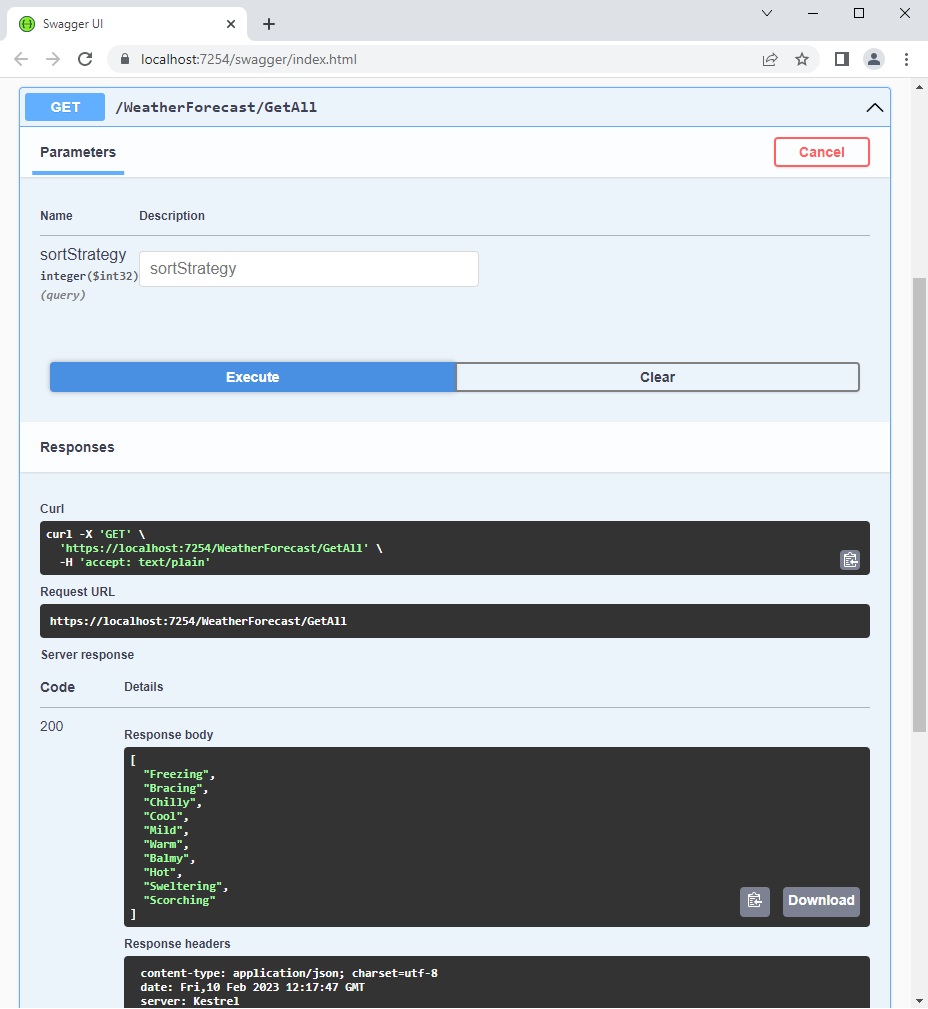 Swagger UI
localhost:7254/swagger/index.html
GET /WeatherForecast/GetAll
Parameters
Cancel
Name Description
sortStrategy
integer($int32)
(query)
sortStrategy
Execute Clear
Responses
Curl
curl -X 'GET' \
'https://localhost:7254/WeatherForecast/GetAll' \
-H 'accept: text/plain'
Request URL
https://localhost:7254/WeatherForecast/GetAll
Server response
Code Details
200
Response body
[
"Freezing",
"Bracing",
"Chilly",
"Cool",
"Mild",
"Warm",
"Balmy",
"Hot",
"Sweltering",
"Scorching"
]
Download
Response headers
content-type: application/json; charset=utf-8
date: Fri,10 Feb 2023 12:17:47 GMT
server: Kestrel